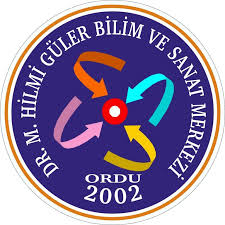 DR. M. HİLMİ GÜLER BİLİM VE SANAT MERKEZİ
ORDU
2002